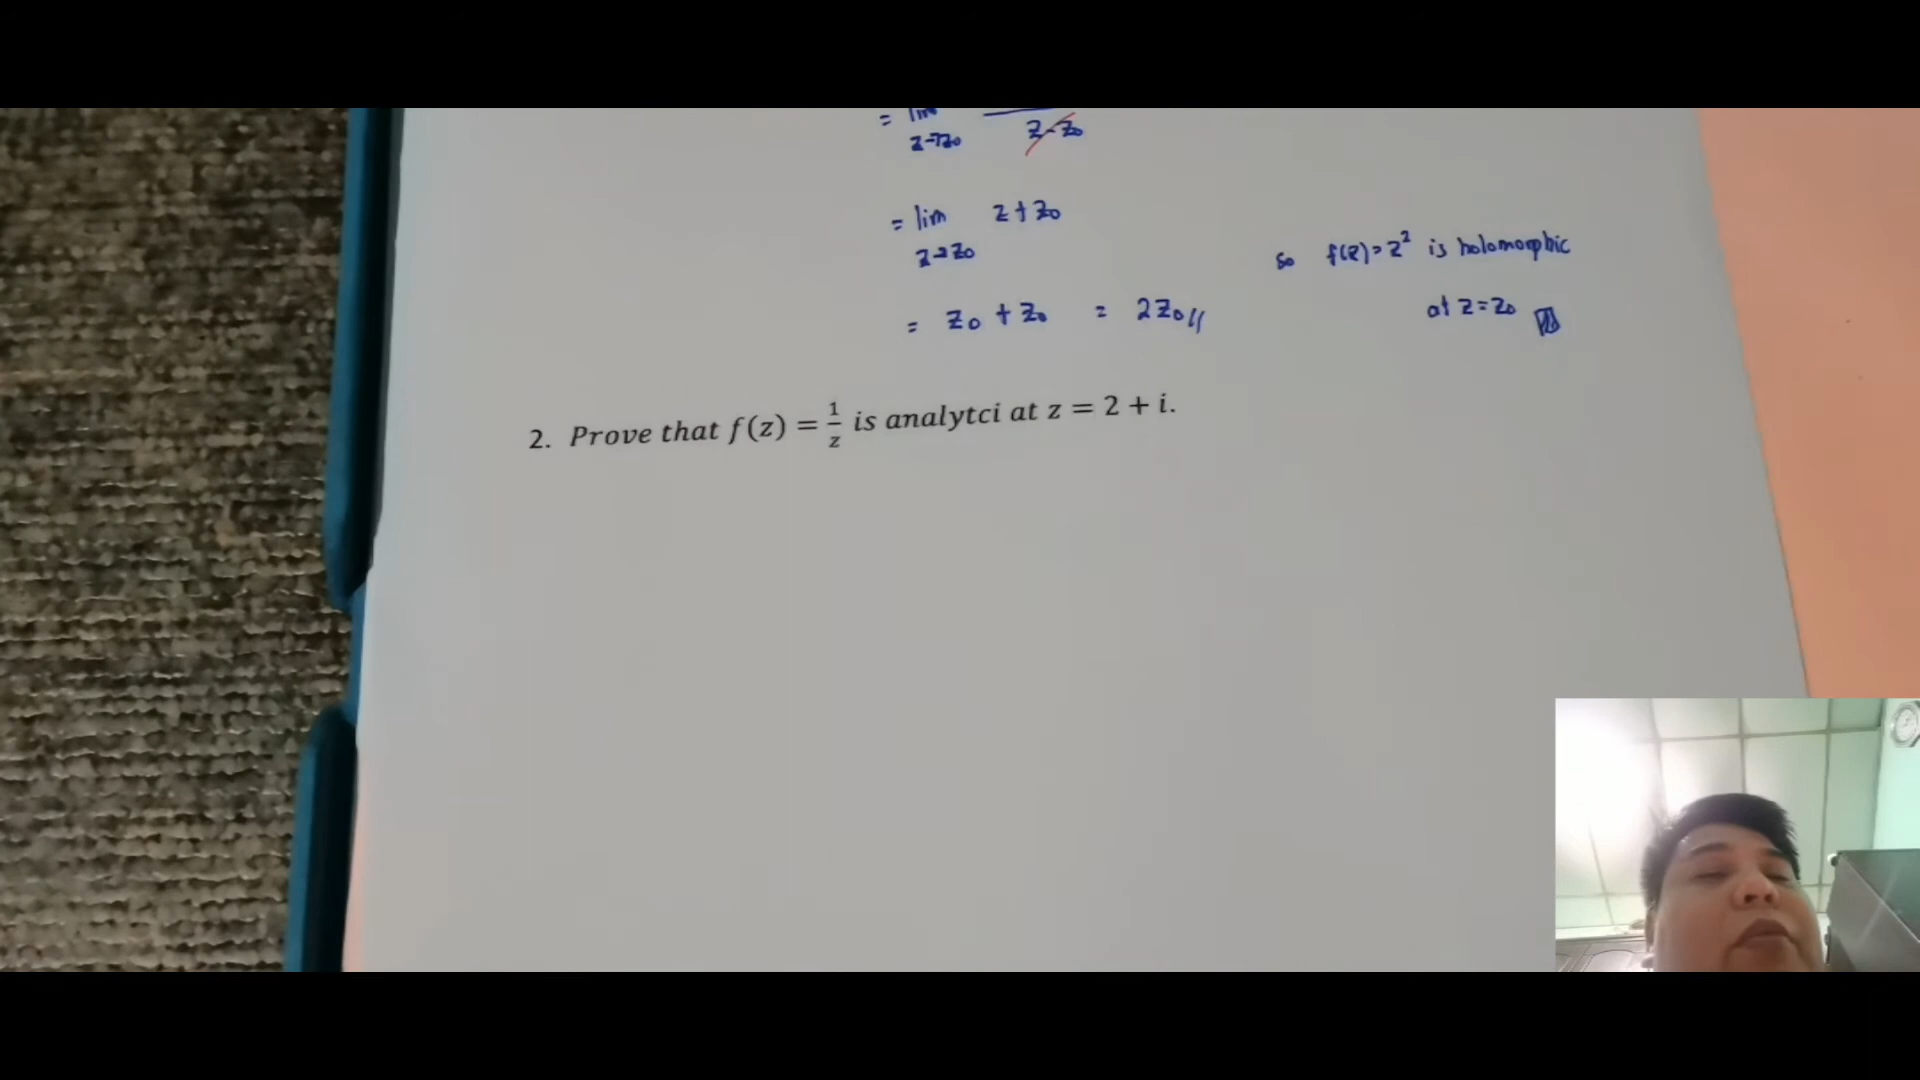 = lim
z→z₀ z-z₀
= lim z+z₀
z→z₀
so f(z)=z² is holomorphic
= z₀ + z₀ = 2z₀//
at z=z₀
2. Prove that f(z) = 1/z is analytci at z = 2 + i.